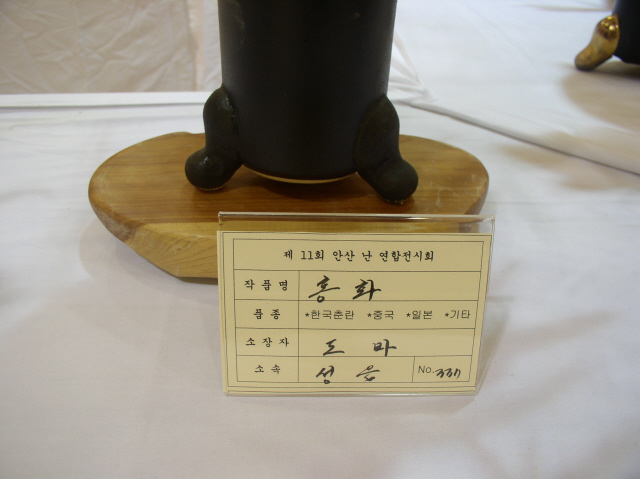 제 11회 안산 난 연합전시회
작품명 홍화
품종 *한국춘란 *중국 *일본 *기타
소장자 도마
소속 성음 No. 337